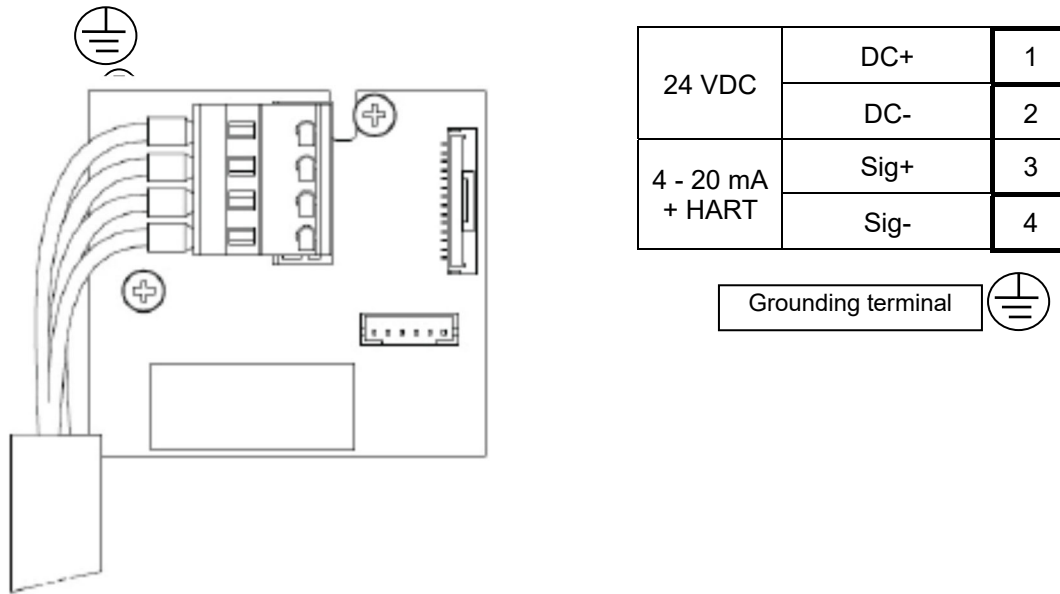 24 VDC
DC+
1
DC-
2
4 - 20 mA
+ HART
Sig+
3
Sig-
4
Grounding terminal